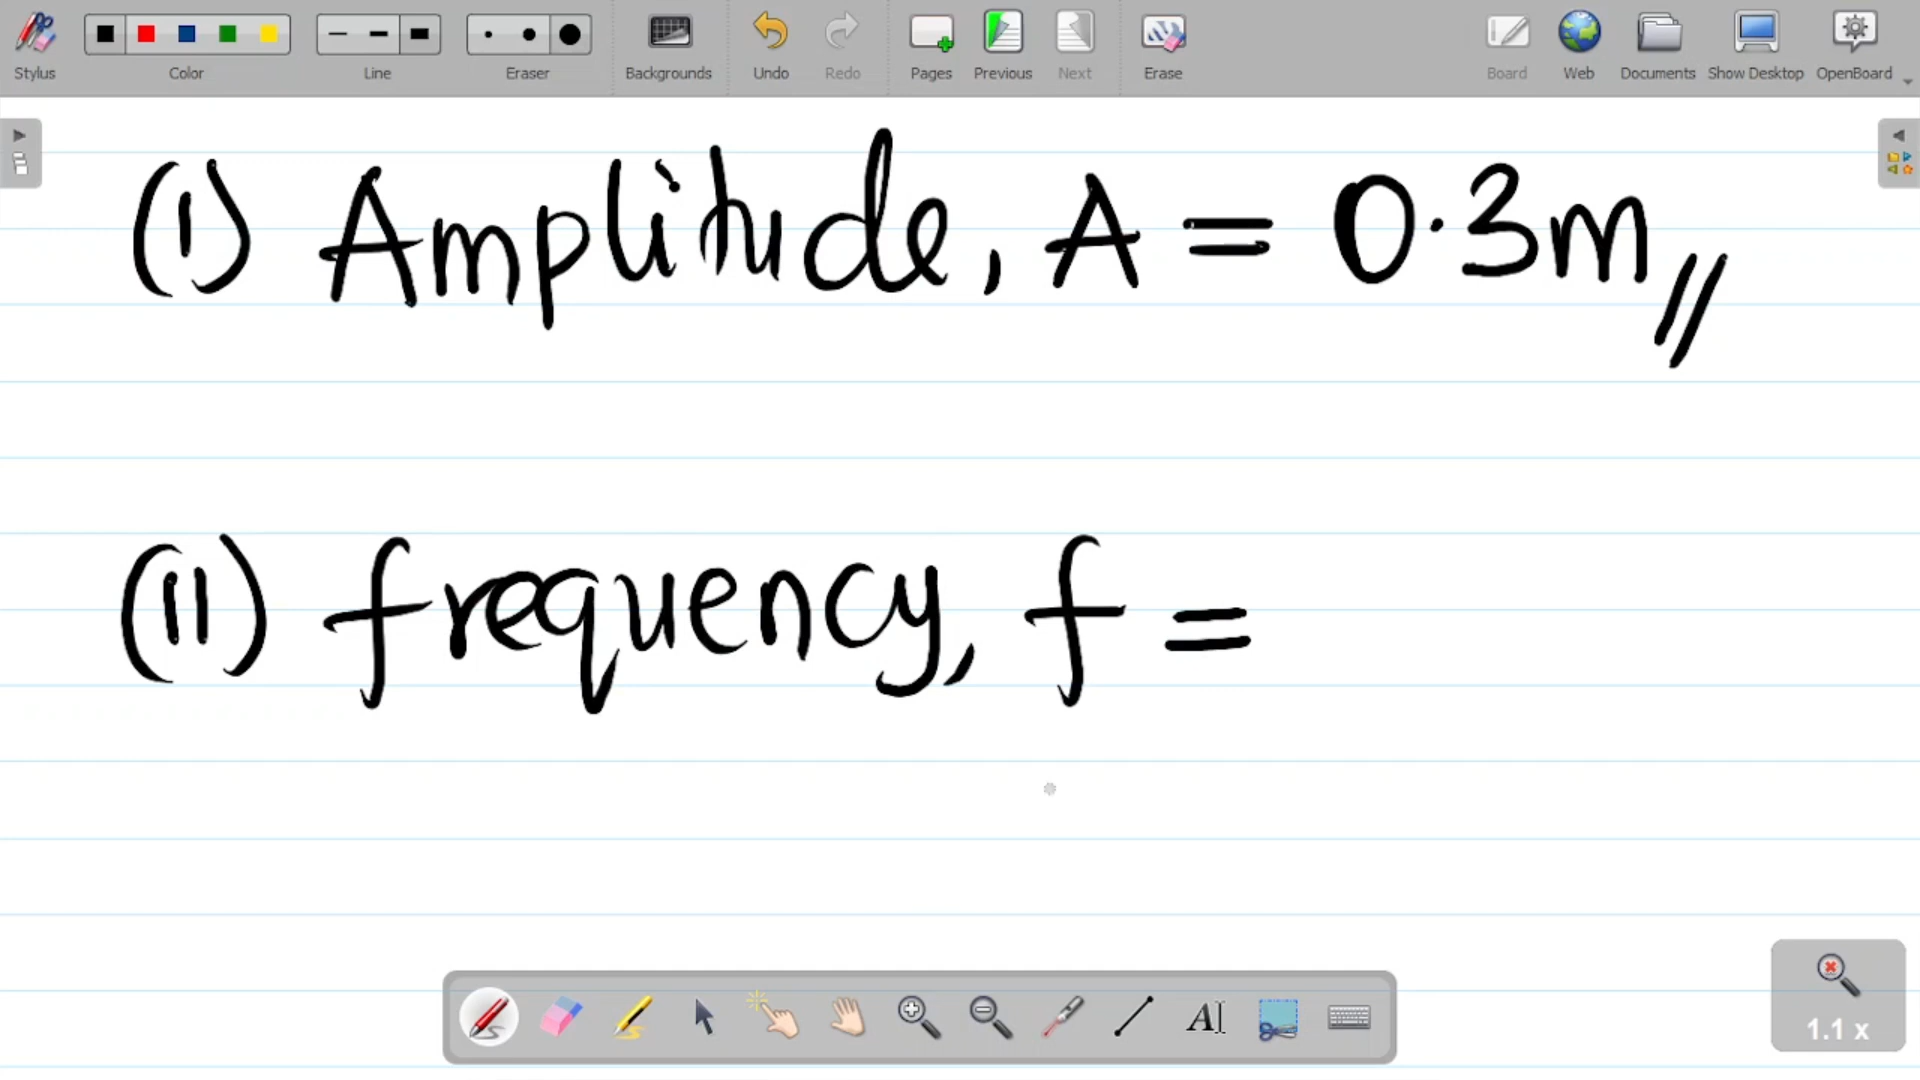 Stylus Color Line Eraser Backgrounds Undo Redo Pages Previous Next Erase Board Web Documents Show Desktop OpenBoard
(i) Amplitude, A = 0.3m//
(ii) frequency, f =
1.1 x